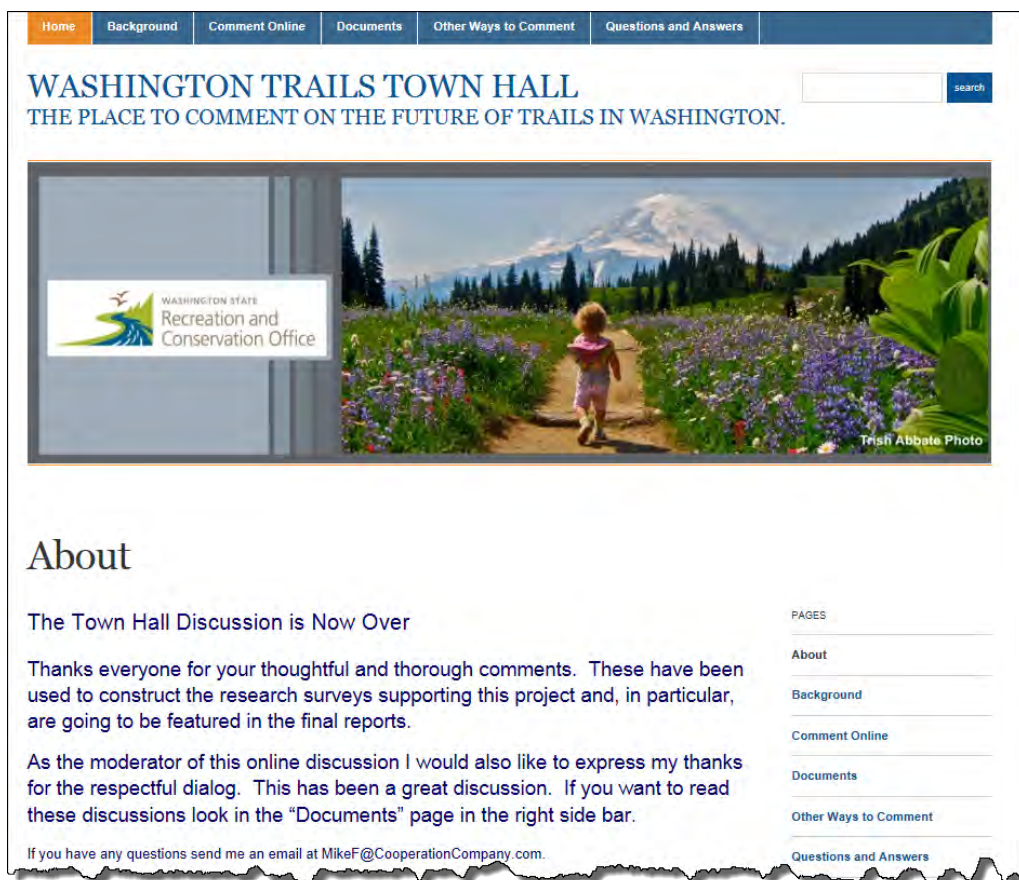 Home Background Comment Online Documents Other Ways to Comment Questions and Answers
WASHINGTON TRAILS TOWN HALL
search
THE PLACE TO COMMENT ON THE FUTURE OF TRAILS IN WASHINGTON.
WASHINGTON STATE
Recreation and
Conservation Office
Trish Abbate Photo
About
The Town Hall Discussion is Now Over
Thanks everyone for your thoughtful and thorough comments. These have been
used to construct the research surveys supporting this project and, in particular,
are going to be featured in the final reports.
As the moderator of this online discussion I would also like to express my thanks
for the respectful dialog. This has been a great discussion. If you want to read
these discussions look in the “Documents” page in the right side bar.
If you have any questions send me an email at MikeF@CooperationCompany.com.
PAGES
About
Background
Comment Online
Documents
Other Ways to Comment
Questions and Answers